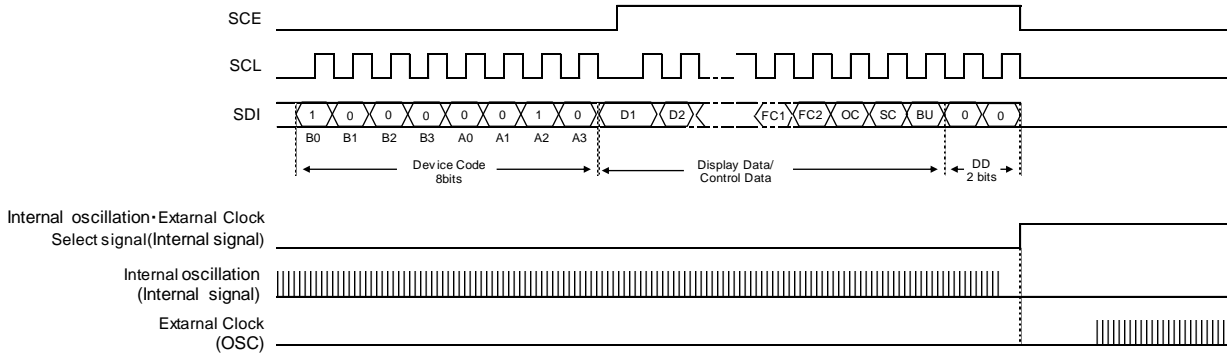 SCE
SCL
SDI
1 0 0 0 0 0 1 0 D1 D2 FC1 FC2 OC SC BU 0 0
B0 B1 B2 B3 A0 A1 A2 A3
Device Code
8bits
Display Data/
Control Data
DD
2 bits
Internal oscillation・Extarnal Clock
Select signal(Internal signal)
Internal oscillation
(Internal signal)
Extarnal Clock
(OSC)